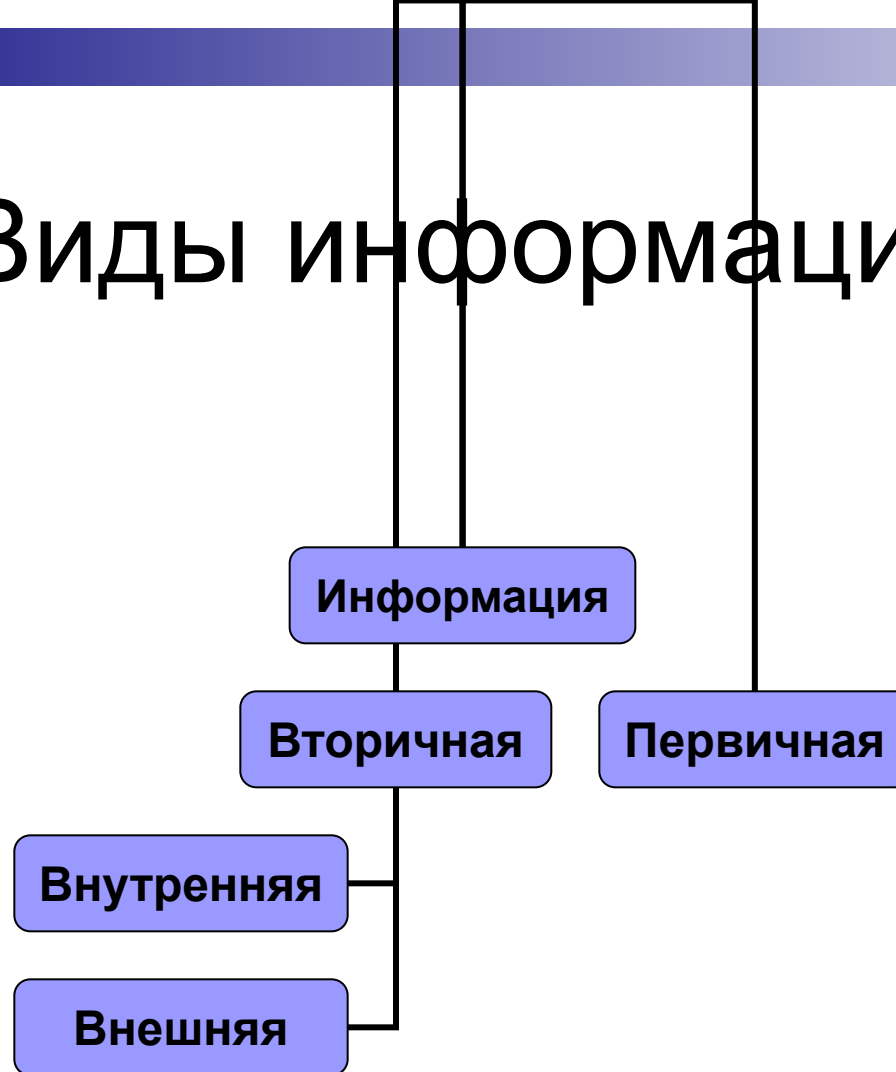 Виды информаци
Информация
Вторичная
Первичная
Внутренняя
Внешняя